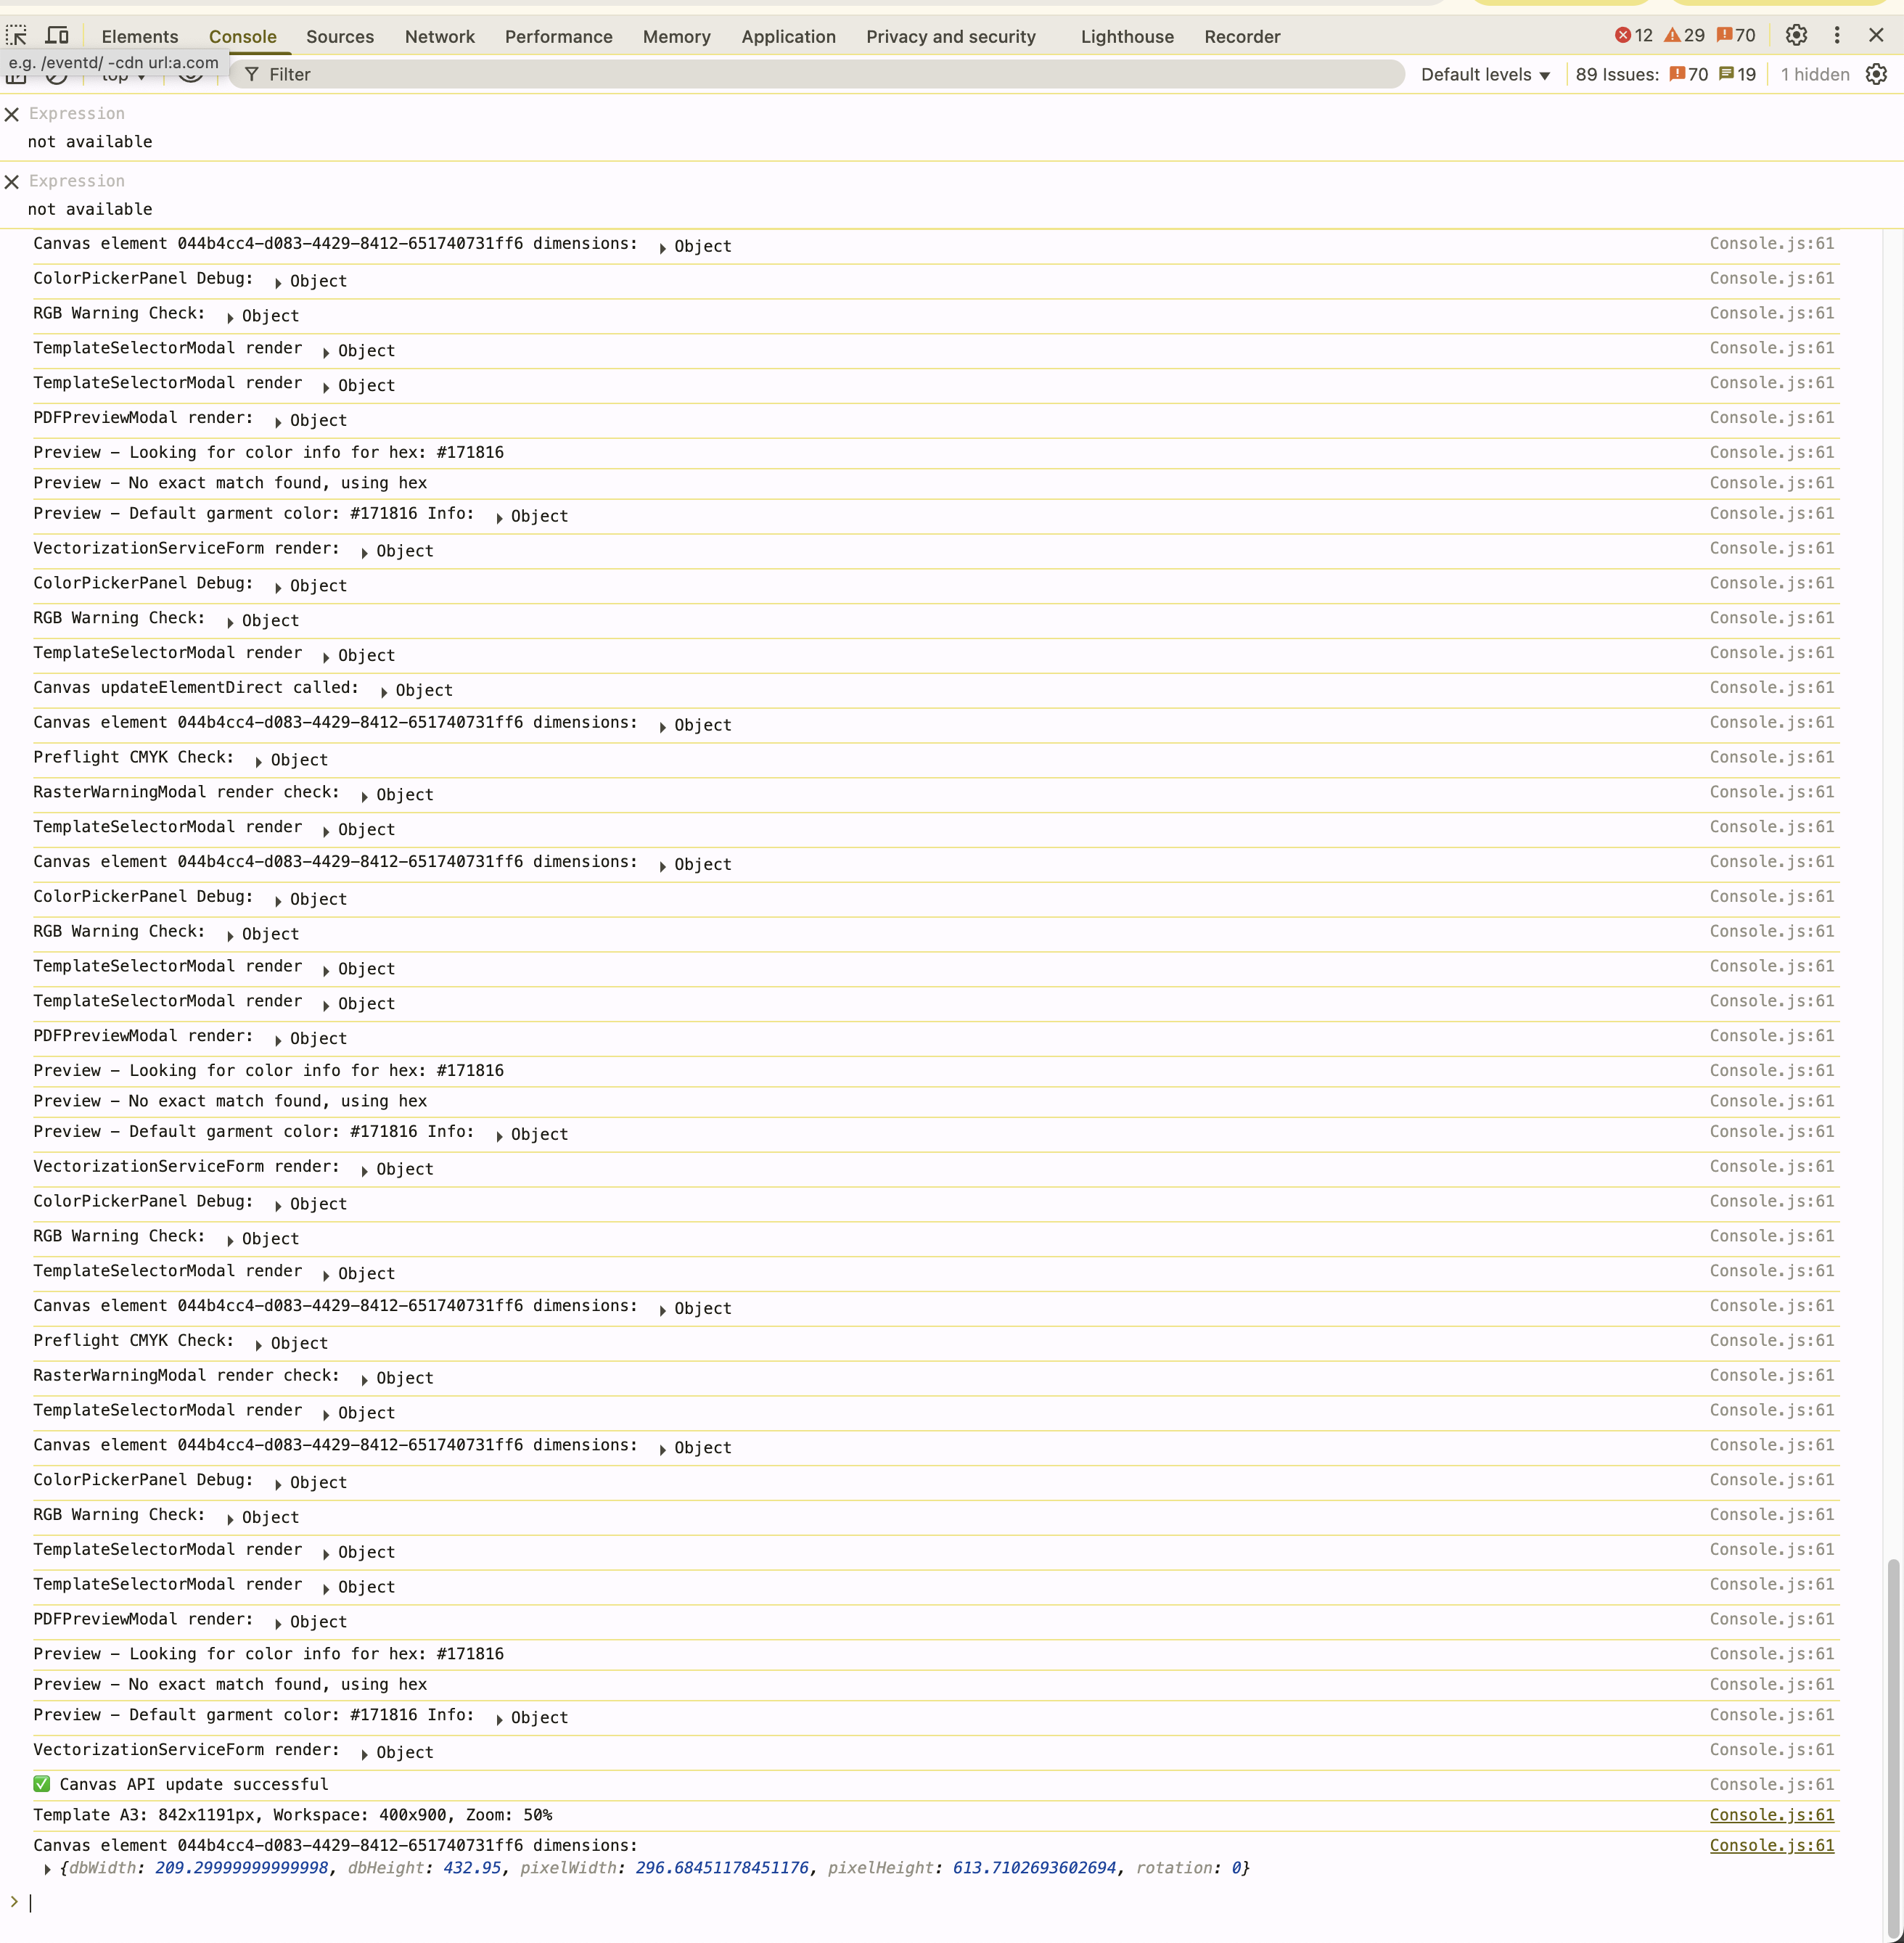 Elements Console Sources Network Performance Memory Application Privacy and security Lighthouse Recorder 12 29 70
e.g. /eventd/ -cdn url:a.com
top Filter Default levels 89 Issues: 70 19 1 hidden
Expression
not available
Expression
not available
Canvas element 044b4cc4-d083-4429-8412-651740731ff6 dimensions: Object Console.js:61
ColorPickerPanel Debug: Object Console.js:61
RGB Warning Check: Object Console.js:61
TemplateSelectorModal render Object Console.js:61
TemplateSelectorModal render Object Console.js:61
PDFPreviewModal render: Object Console.js:61
Preview - Looking for color info for hex: #171816 Console.js:61
Preview - No exact match found, using hex Console.js:61
Preview - Default garment color: #171816 Info: Object Console.js:61
VectorizationServiceForm render: Object Console.js:61
ColorPickerPanel Debug: Object Console.js:61
RGB Warning Check: Object Console.js:61
TemplateSelectorModal render Object Console.js:61
Canvas updateElementDirect called: Object Console.js:61
Canvas element 044b4cc4-d083-4429-8412-651740731ff6 dimensions: Object Console.js:61
Preflight CMYK Check: Object Console.js:61
RasterWarningModal render check: Object Console.js:61
TemplateSelectorModal render Object Console.js:61
Canvas element 044b4cc4-d083-4429-8412-651740731ff6 dimensions: Object Console.js:61
ColorPickerPanel Debug: Object Console.js:61
RGB Warning Check: Object Console.js:61
TemplateSelectorModal render Object Console.js:61
TemplateSelectorModal render Object Console.js:61
PDFPreviewModal render: Object Console.js:61
Preview - Looking for color info for hex: #171816 Console.js:61
Preview - No exact match found, using hex Console.js:61
Preview - Default garment color: #171816 Info: Object Console.js:61
VectorizationServiceForm render: Object Console.js:61
ColorPickerPanel Debug: Object Console.js:61
RGB Warning Check: Object Console.js:61
TemplateSelectorModal render Object Console.js:61
Canvas element 044b4cc4-d083-4429-8412-651740731ff6 dimensions: Object Console.js:61
Preflight CMYK Check: Object Console.js:61
RasterWarningModal render check: Object Console.js:61
TemplateSelectorModal render Object Console.js:61
Canvas element 044b4cc4-d083-4429-8412-651740731ff6 dimensions: Object Console.js:61
ColorPickerPanel Debug: Object Console.js:61
RGB Warning Check: Object Console.js:61
TemplateSelectorModal render Object Console.js:61
TemplateSelectorModal render Object Console.js:61
PDFPreviewModal render: Object Console.js:61
Preview - Looking for color info for hex: #171816 Console.js:61
Preview - No exact match found, using hex Console.js:61
Preview - Default garment color: #171816 Info: Object Console.js:61
VectorizationServiceForm render: Object Console.js:61
✅ Canvas API update successful Console.js:61
Template A3: 842x1191px, Workspace: 400x900, Zoom: 50% Console.js:61
Canvas element 044b4cc4-d083-4429-8412-651740731ff6 dimensions: Console.js:61
{dbWidth: 209.29999999999998, dbHeight: 432.95, pixelWidth: 296.68451178451176, pixelHeight: 613.7102693602694, rotation: 0}